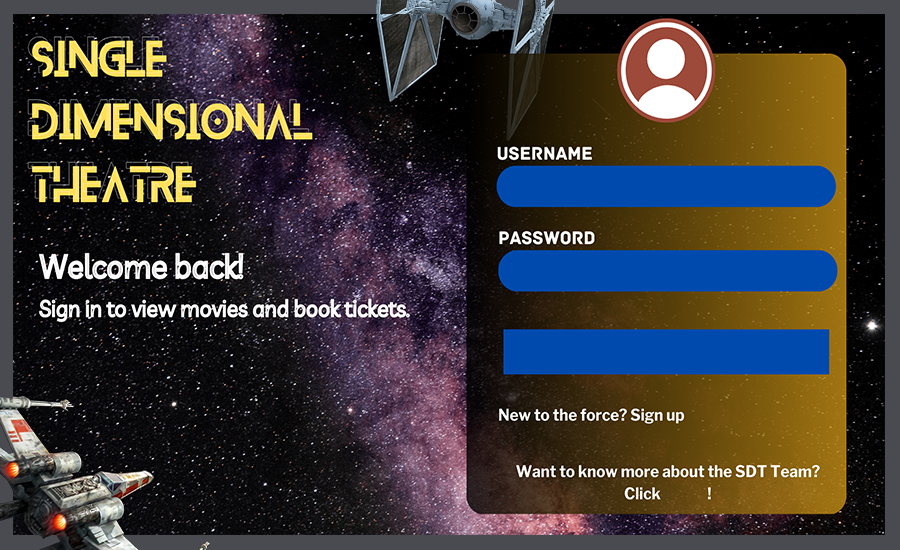 SINGLE
DIMENSIONAL
THEATRE
Welcome back!
Sign in to view movies and book tickets.
USERNAME
PASSWORD
New to the force? Sign up
Want to know more about the SDT Team?
Click !